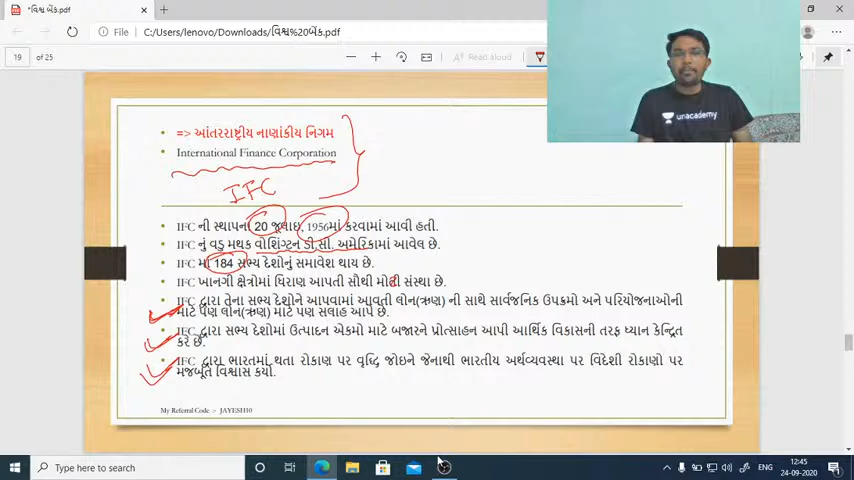 *વિશ્વ બેંક.pdf
File C:/Users/lenovo/Downloads/વિશ્વ%20બેંક.pdf
19 of 25
Read aloud
unacademy
=> આંતરરાષ્ટ્રીય નાણાંકીય નિગમ
International Finance Corporation
IFC
IFC ની સ્થાપના 20 જૂલાઇ, 1956માં કરવામાં આવી હતી.
IFC નું વડુ મથક વોશિંગ્ટન ડી.સી. અમેરિકામાં આવેલ છે.
IFC માં 184 સભ્ય દેશોનું સમાવેશ થાય છે.
IFC ખાનગી ક્ષેત્રોમાં ધિરાણ આપતી સૌથી મોટી સંસ્થા છે.
IFC દ્વારા તેના સભ્ય દેશોને આપવામાં આવતી લોન(ઋણ) ની સાથે સાર્વજનિક ઉપક્રમો અને પરિયોજનાઓની
માટે પણ લોન(ઋણ) માટે પણ સલાહ આપે છે.
IFC દ્વારા સભ્ય દેશોમાં ઉત્પાદન એકમો માટે બજારને પ્રોત્સાહન આપી આર્થિક વિકાસની તરફ ધ્યાન કેન્દ્રિત
કરે છે.
IFC દ્વારા ભારતમાં થતા રોકાણ પર વૃદ્ધિ જોઇને જેનાથી ભારતીય અર્થવ્યવસ્થા પર વિદેશી રોકાણો પર
મજબૂત વિશ્વાસ કર્યો.
My Referral Code > JAYESH10
Type here to search
ENG
12:45
24-09-2020